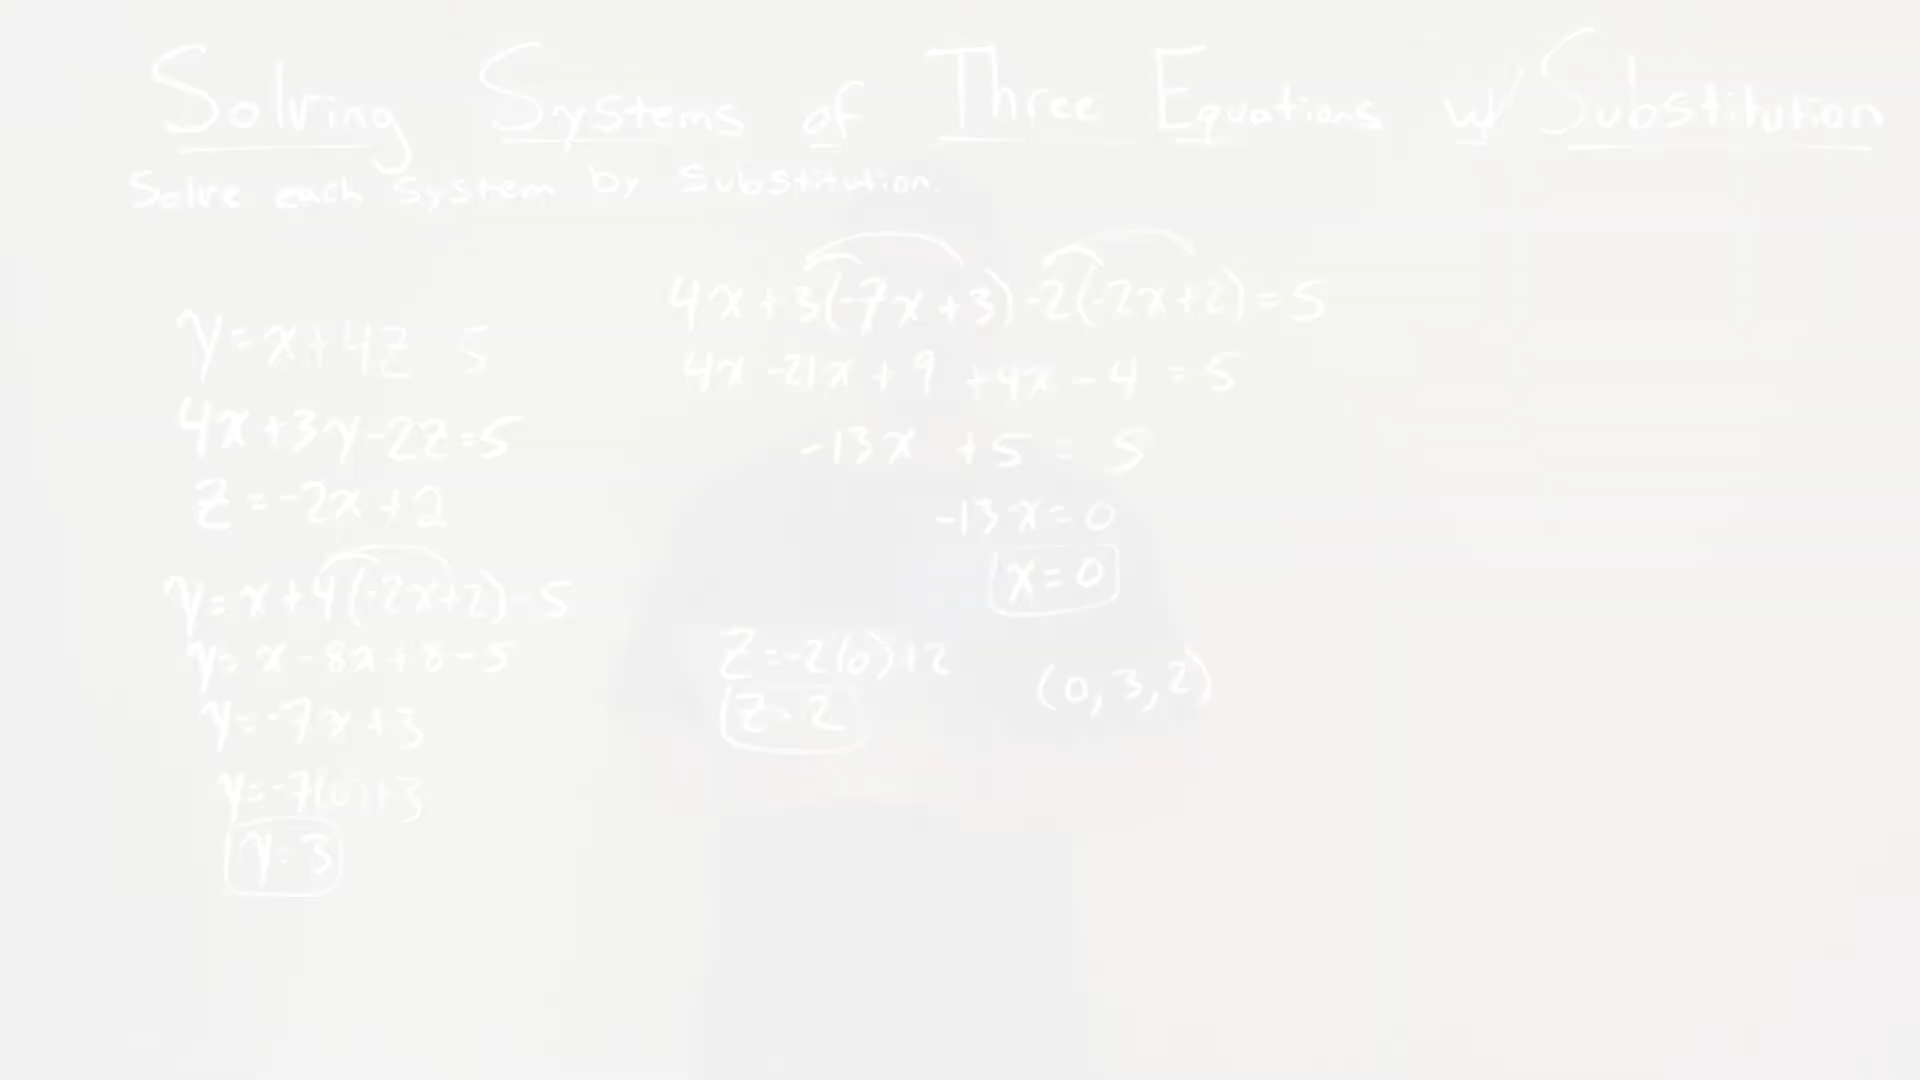 Solving Systems of Three Equations w/ Substitution
Solve each system by substitution.
y=x+4z-5
4x+3y-2z=5
z=-2x+2
y=x+4(-2x+2)-5
y=x-8x+8-5
y=-7x+3
y=-7(0)+3
y=3
4x+3(-7x+3)-2(-2x+2)=5
4x-21x+9+4x-4=5
-13x+5=5
-13x=0
x=0
z=-2(0)+2
z=2
(0,3,2)